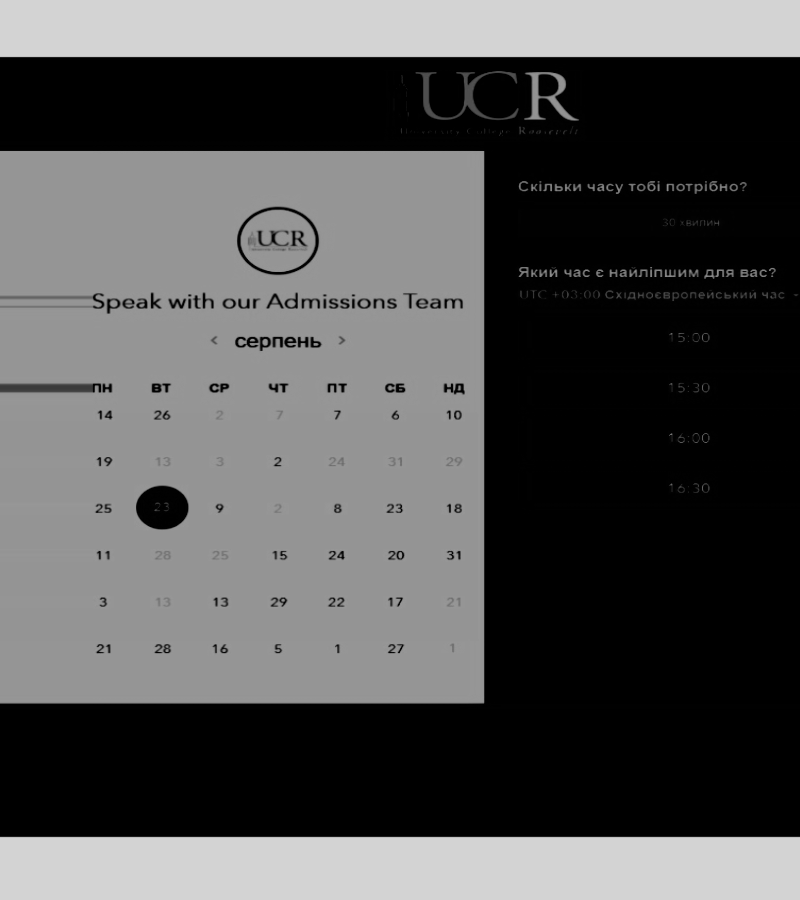 UCR
University College Roosevelt
UCR
Speak with our Admissions Team
< серпень >
ПН ВТ СР ЧТ ПТ СБ НД
14 26 2 7 7 6 10
19 13 3 2 24 31 29
25 23 9 2 8 23 18
11 28 25 15 24 20 31
3 13 13 29 22 17 21
21 28 16 5 1 27 1
Скільки часу тобі потрібно?
30 хвилин
Який час є найліпшим для вас?
UTC +03:00 Східноєвропейський час -
15:00
15:30
16:00
16:30